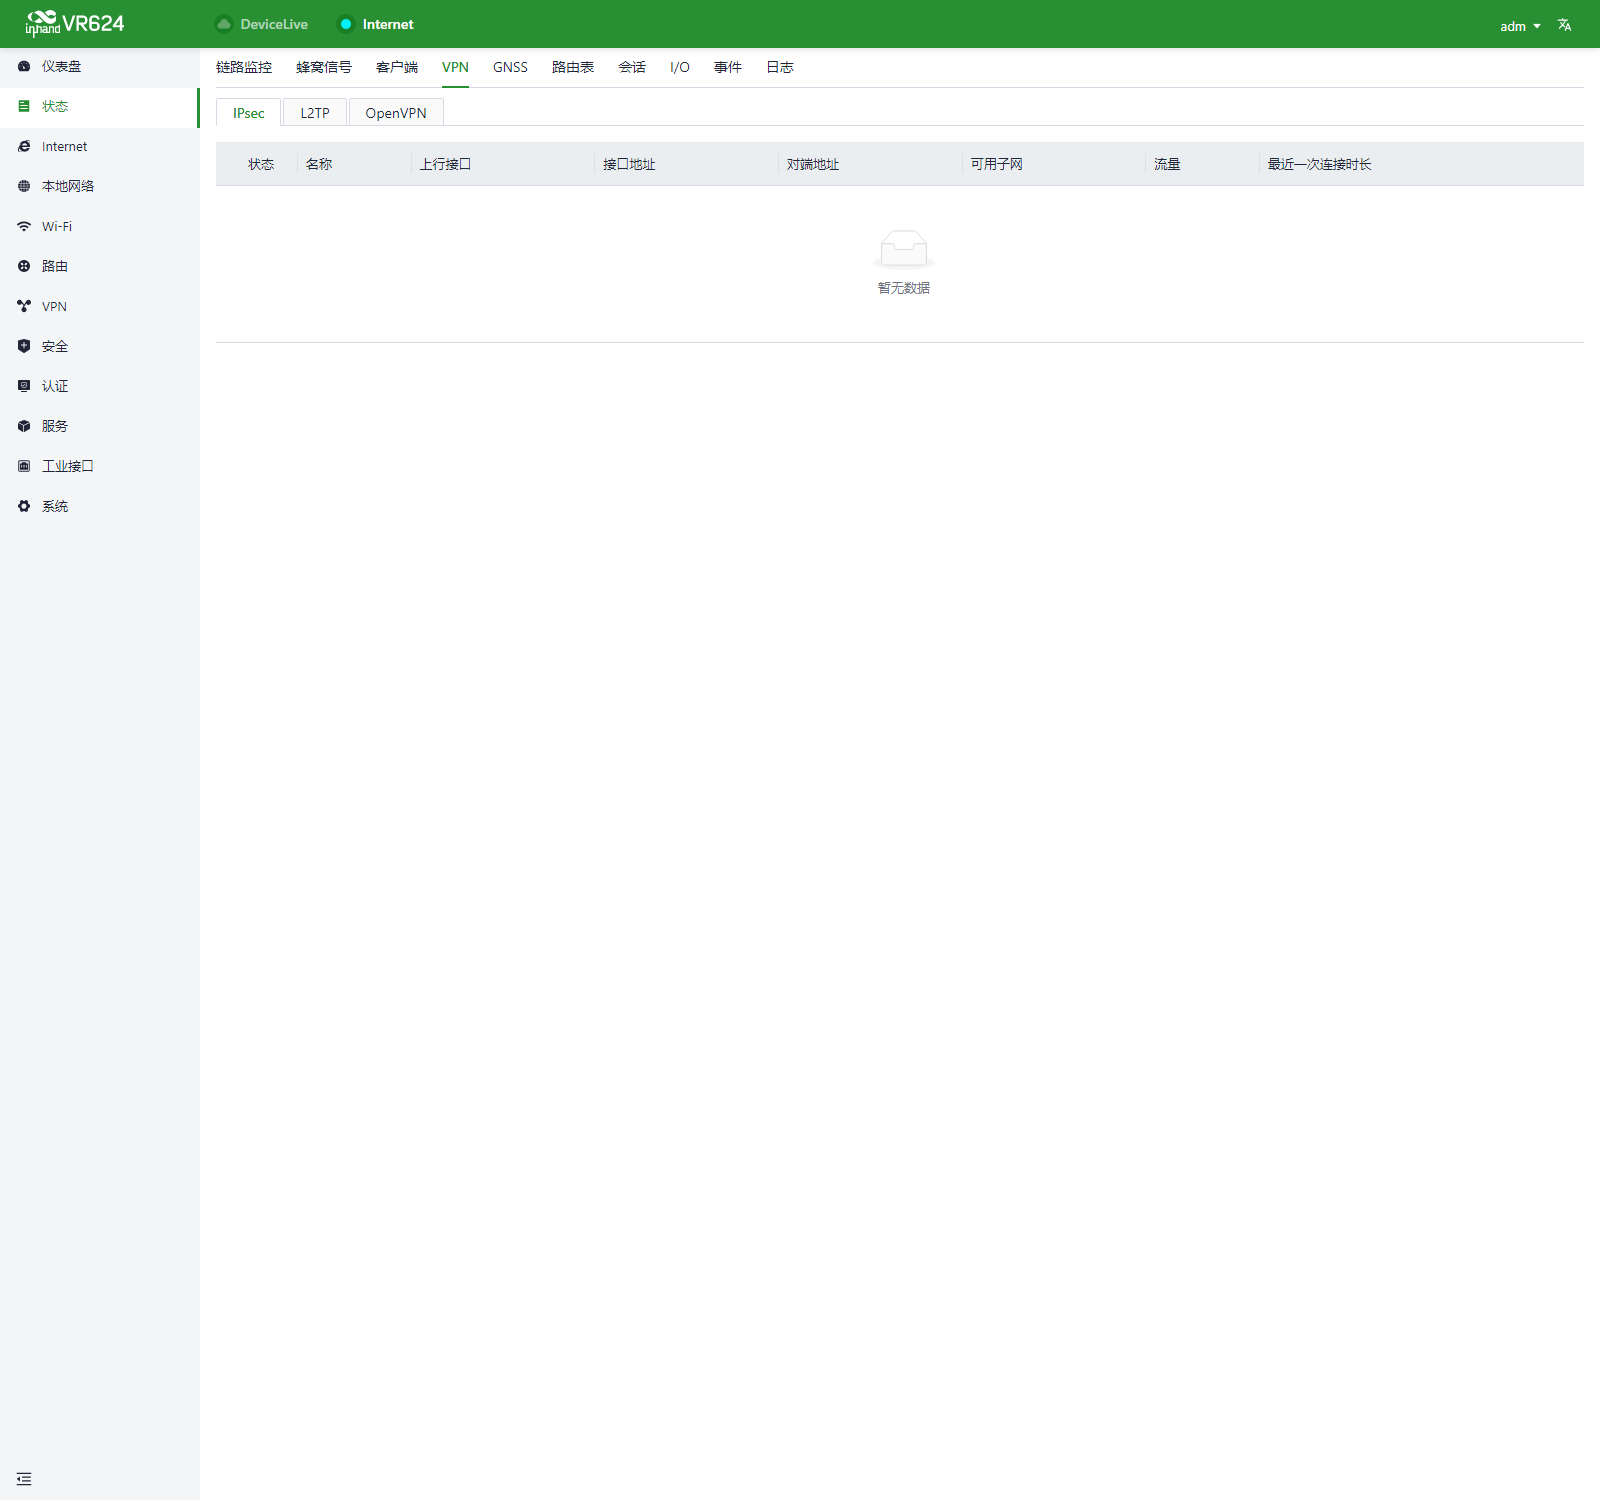 inhand VR624 DeviceLive Internet adm
仪表盘
状态
Internet
本地网络
Wi-Fi
路由
VPN
安全
认证
服务
工业接口
系统
链路监控 蜂窝信号 客户端 VPN GNSS 路由表 会话 I/O 事件 日志
IPsec L2TP OpenVPN
状态 名称 上行接口 接口地址 对端地址 可用子网 流量 最近一次连接时长
暂无数据